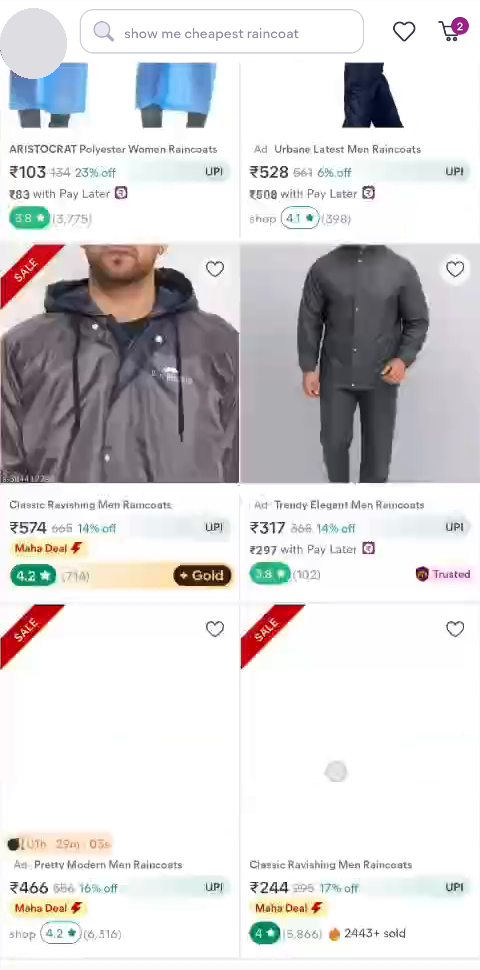 show me cheapest raincoat
2
ARISTOCRAT Polyester Women Raincoats
₹103 134 23% off UPI
₹83 with Pay Later
3.8 ★ (3,775)
Ad Urbane Latest Men Raincoats
₹528 561 6% off UPI
₹508 with Pay Later
shop 4.1 ★ (398)
SALE
Classic Ravishing Men Raincoats
₹574 665 14% off UPI
Maha Deal
4.2 ★ (714) Gold
Ad Trendy Elegant Men Raincoats
₹317 368 14% off UPI
₹297 with Pay Later
3.8 ★ (102) Trusted
SALE
01h : 29m : 03s
Ad Pretty Modern Men Raincoats
₹466 556 16% off UPI
Maha Deal
shop 4.2 ★ (6,316)
SALE
Classic Ravishing Men Raincoats
₹244 295 17% off UPI
Maha Deal
4 ★ (5,866) 2443+ sold